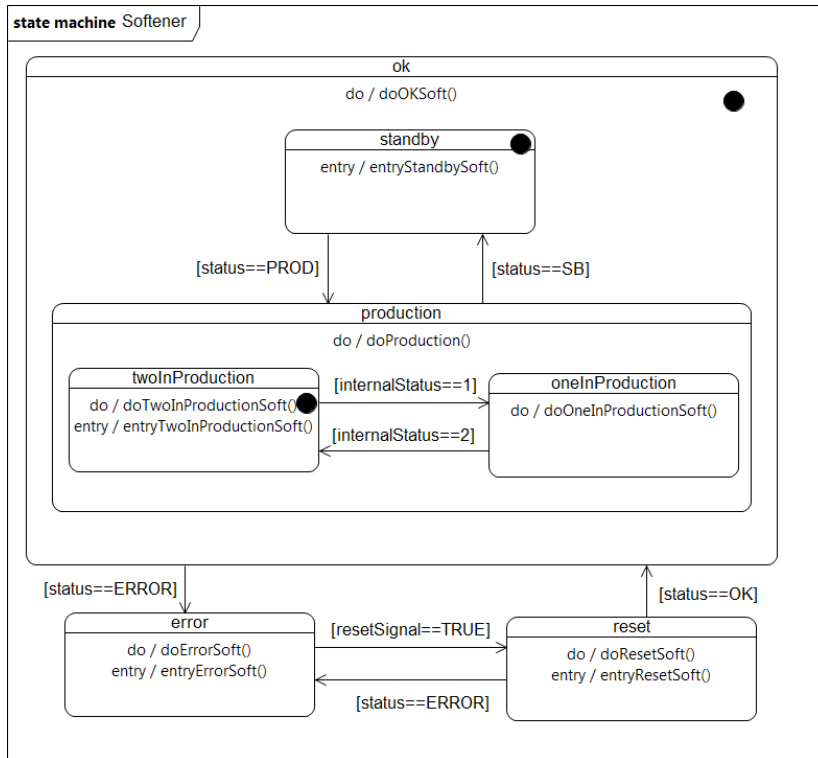 state machine Softener
ok
do / doOKSoft()
standby
entry / entryStandbySoft()
[status==PROD]
[status==SB]
production
do / doProduction()
twoInProduction
do / doTwoInProductionSoft()
entry / entryTwoInProductionSoft()
[internalStatus==1]
[internalStatus==2]
oneInProduction
do / doOneInProductionSoft()
[status==ERROR]
[status==OK]
error
do / doErrorSoft()
entry / entryErrorSoft()
[resetSignal==TRUE]
[status==ERROR]
reset
do / doResetSoft()
entry / entryResetSoft()